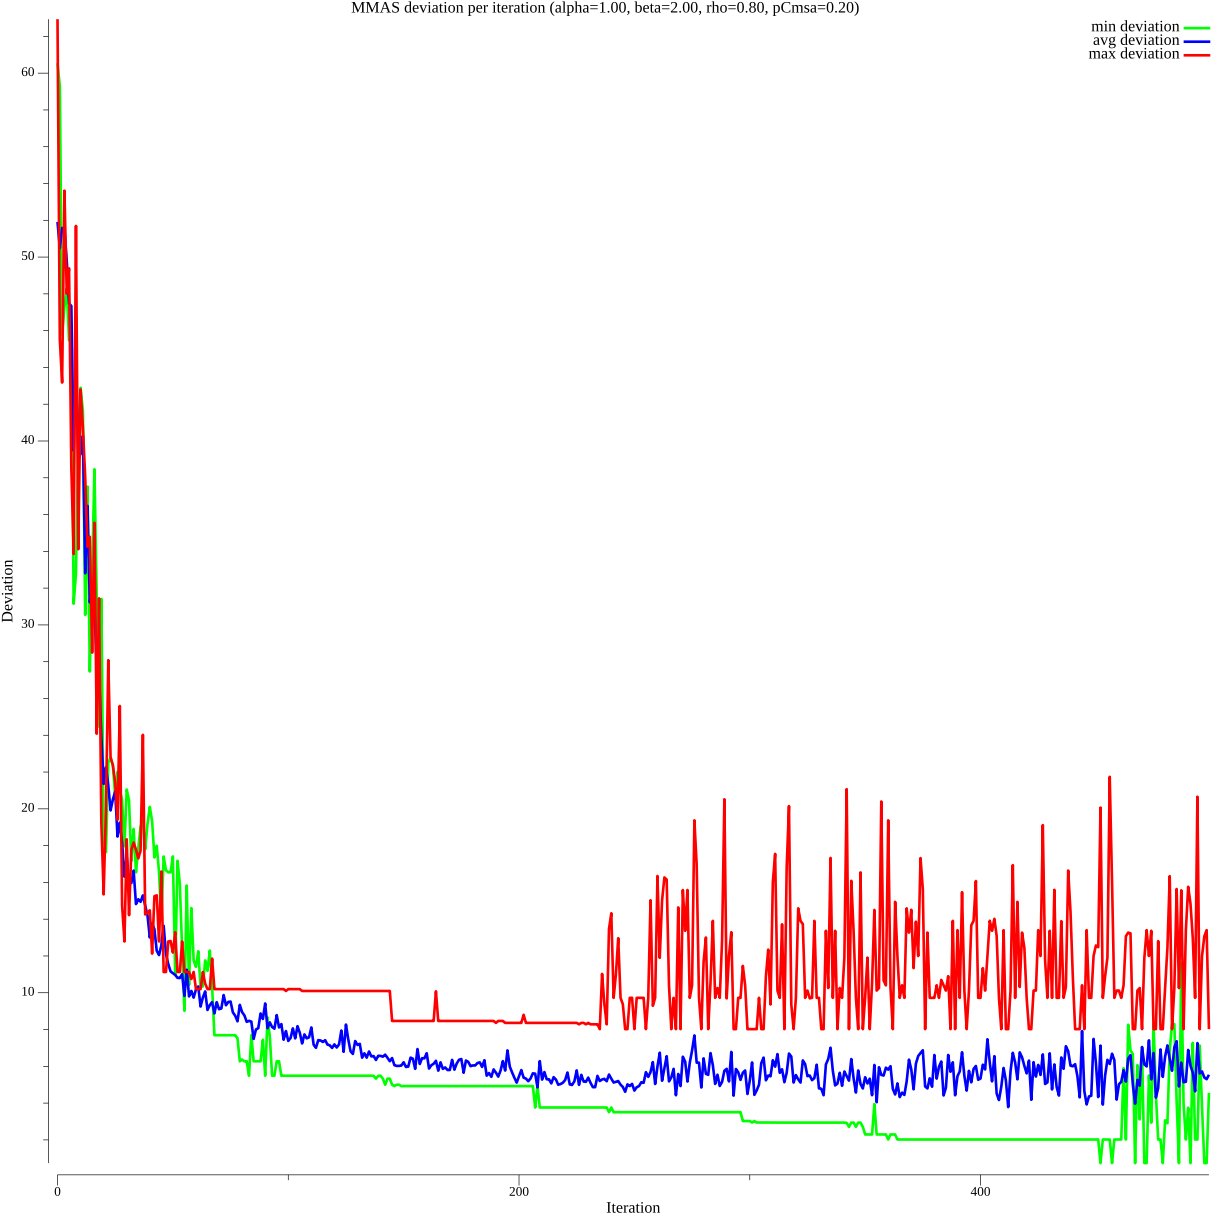 MMAS deviation per iteration (alpha=1.00, beta=2.00, rho=0.80, pCmsa=0.20)
min deviation
avg deviation
max deviation
60
50
40
30
20
10
Deviation
0
200
400
Iteration